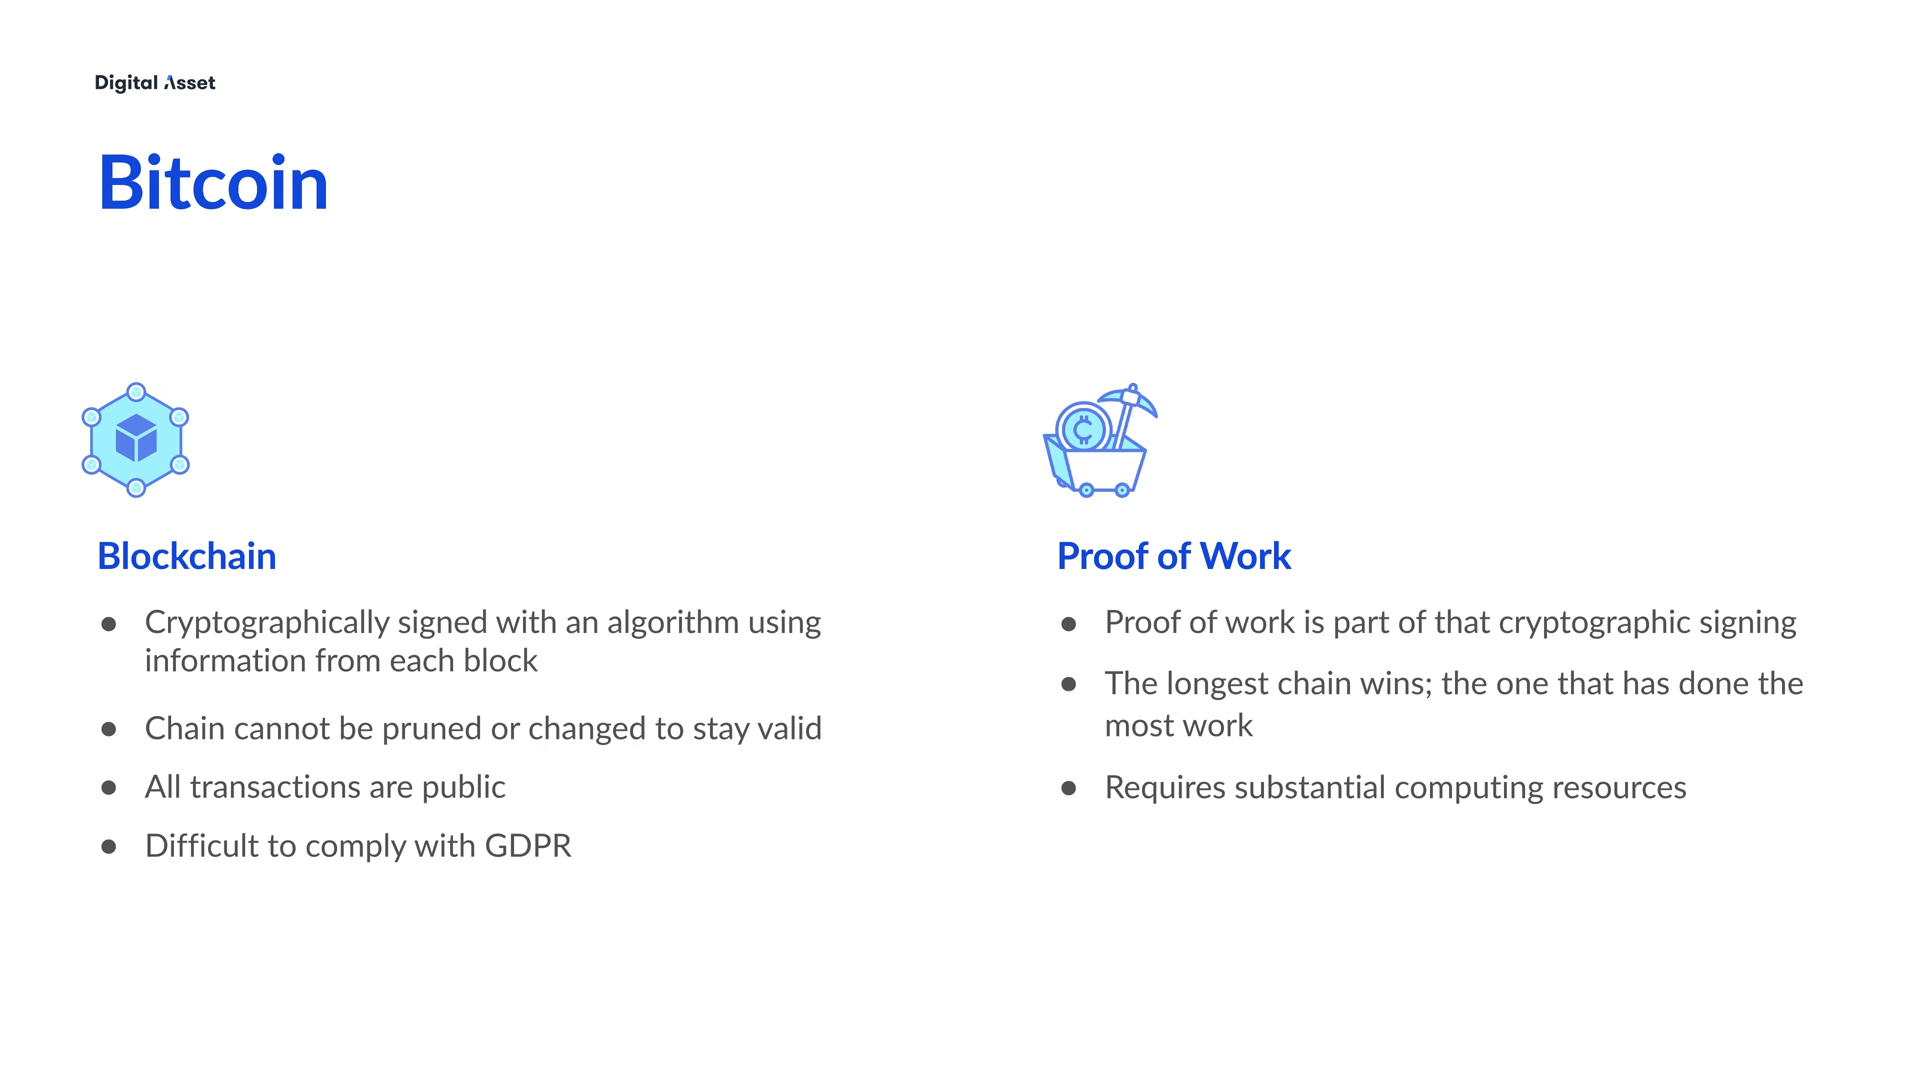 Digital Asset
Bitcoin
Blockchain
● Cryptographically signed with an algorithm using
information from each block
● Chain cannot be pruned or changed to stay valid
● All transactions are public
● Difficult to comply with GDPR
Proof of Work
● Proof of work is part of that cryptographic signing
● The longest chain wins; the one that has done the
most work
● Requires substantial computing resources